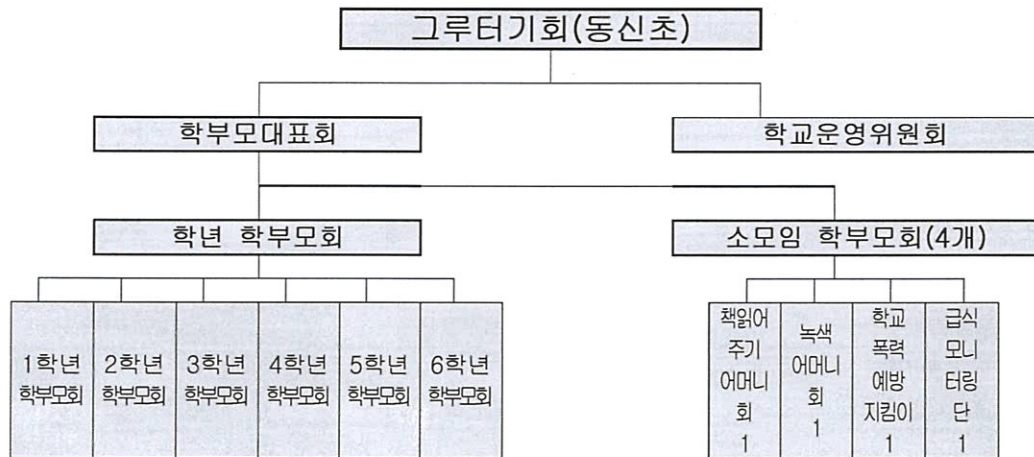 그루터기회(동신초)
학부모대표회
학교운영위원회
학년 학부모회
소모임 학부모회(4개)
1학년
학부모회
2학년
학부모회
3학년
학부모회
4학년
학부모회
5학년
학부모회
6학년
학부모회
책읽어
주기
어머니
회
1
녹색
어머니
회
1
학교
폭력
예방
지킴이
1
급식
모니
터링
단
1